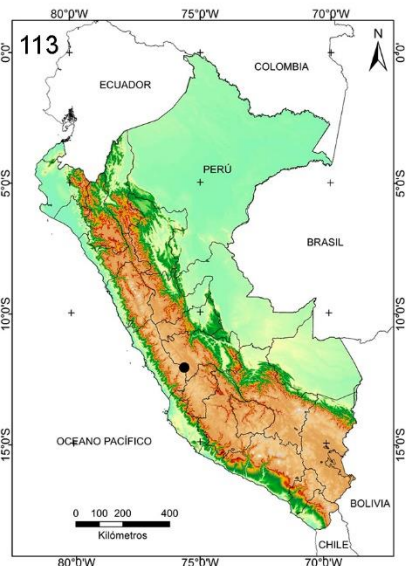 80°0'W 75°0'W 70°0'W
113
N
0°0'
0°0'
COLOMBIA
ECUADOR
PERÚ
5°0'S
5°0'S
BRASIL
10°0'S
10°0'S
15°0'S
15°0'S
OCEANO PACÍFICO
BOLIVIA
0 100 200 400
Kilómetros
CHILE
80°0'W 75°0'W 70°0'W